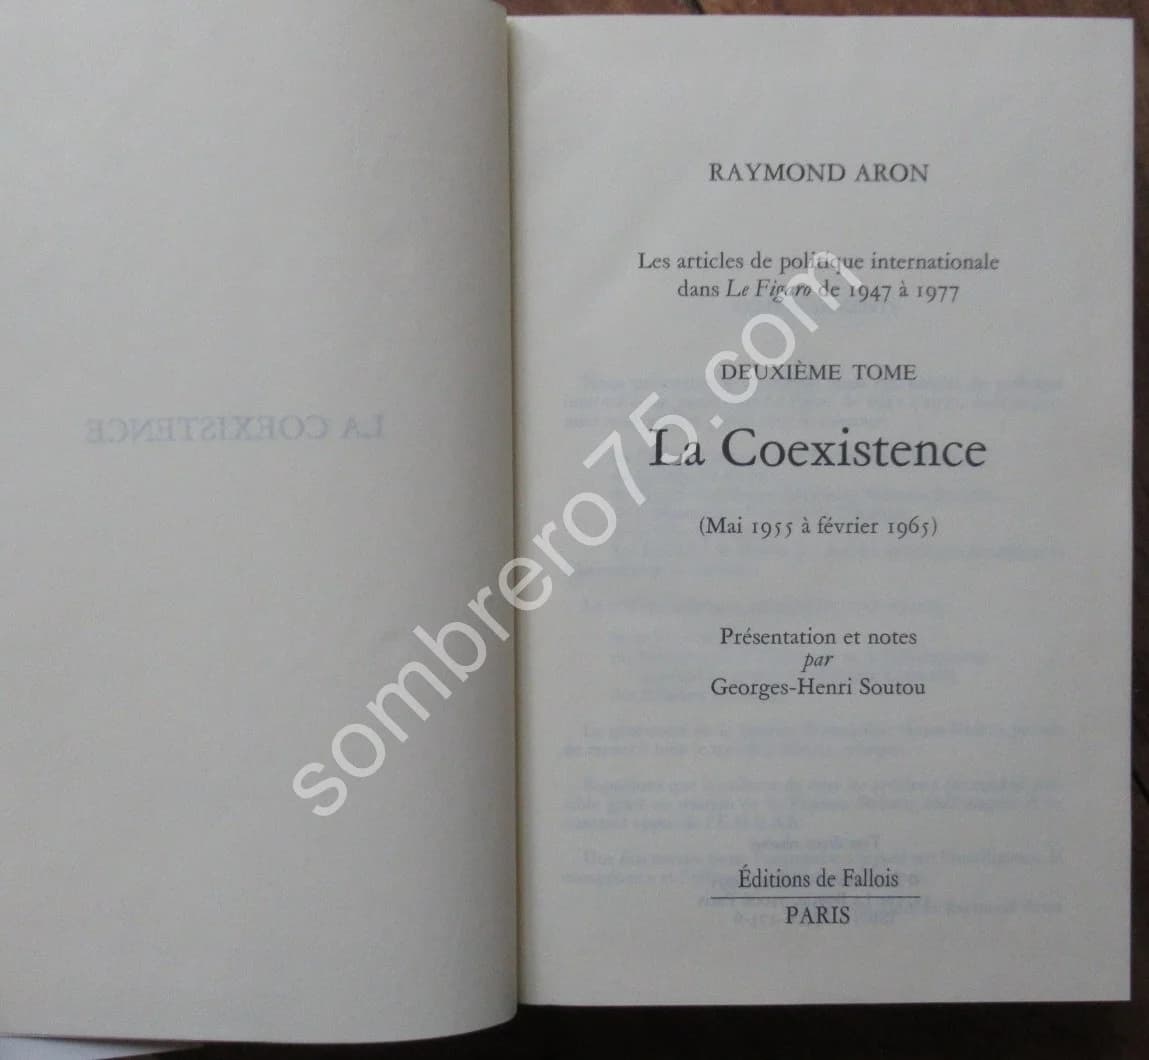 LA COEXISTENCE
RAYMOND ARON
Les articles de politique internationale
dans Le Figaro de 1947 à 1977
DEUXIÈME TOME
La Coexistence
(Mai 1955 à février 1965)
Présentation et notes
par
Georges-Henri Soutou
Éditions de Fallois
PARIS
sombrero75.com